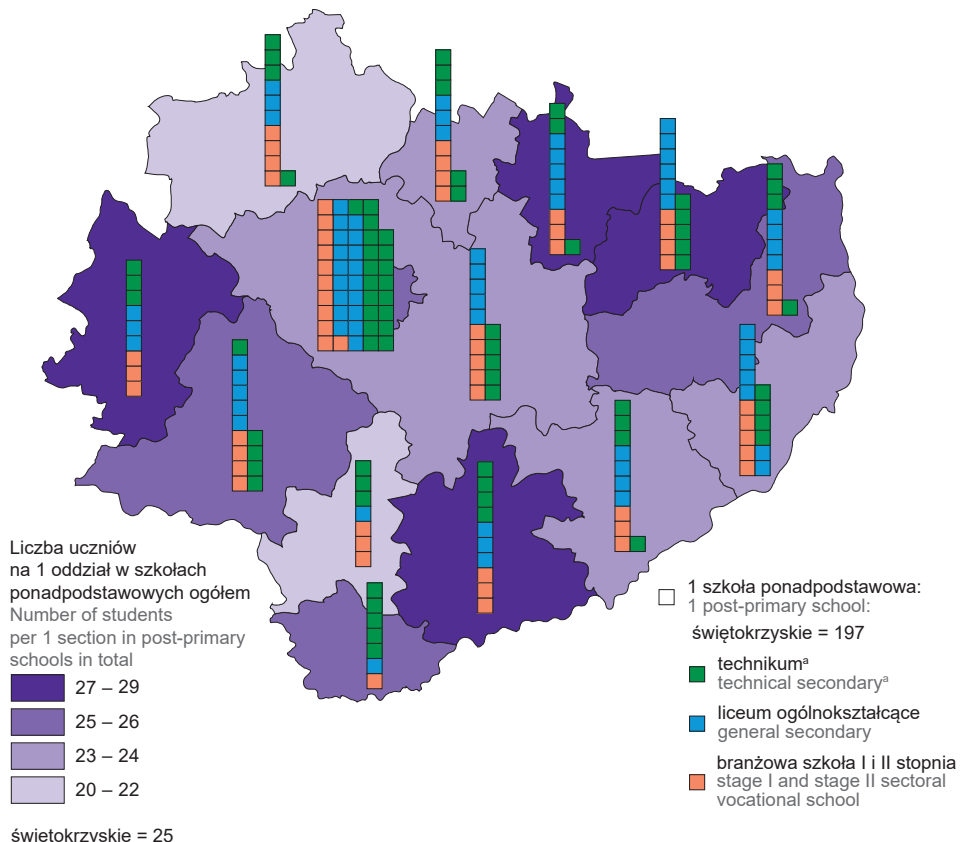 Liczba uczniów
na 1 oddział w szkołach
ponadpodstawowych ogółem
Number of students
per 1 section in post-primary
schools in total
27 – 29
25 – 26
23 – 24
20 – 22
świętokrzyskie = 25
1 szkoła ponadpodstawowa:
1 post-primary school:
świętokrzyskie = 197
technikumᵃ
technical secondaryᵃ
liceum ogólnokształcące
general secondary
branżowa szkoła I i II stopnia
stage I and stage II sectoral
vocational school